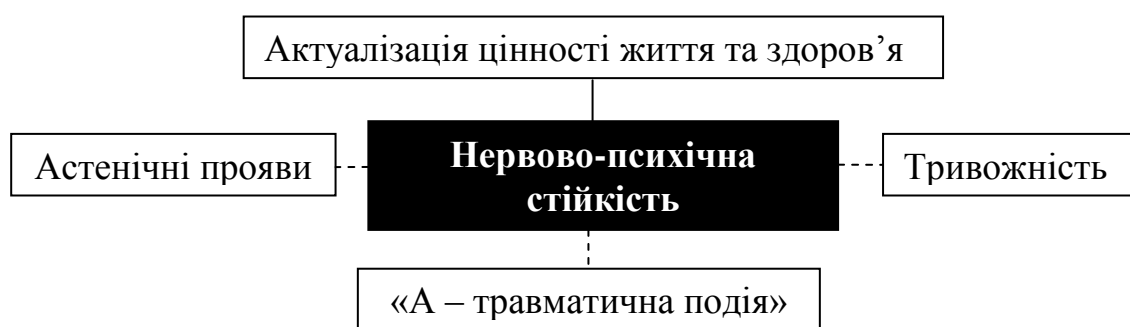 Актуалізація цінності життя та здоров’я
Астенічні прояви
Нервово-психічна
стійкість
Тривожність
«А – травматична подія»